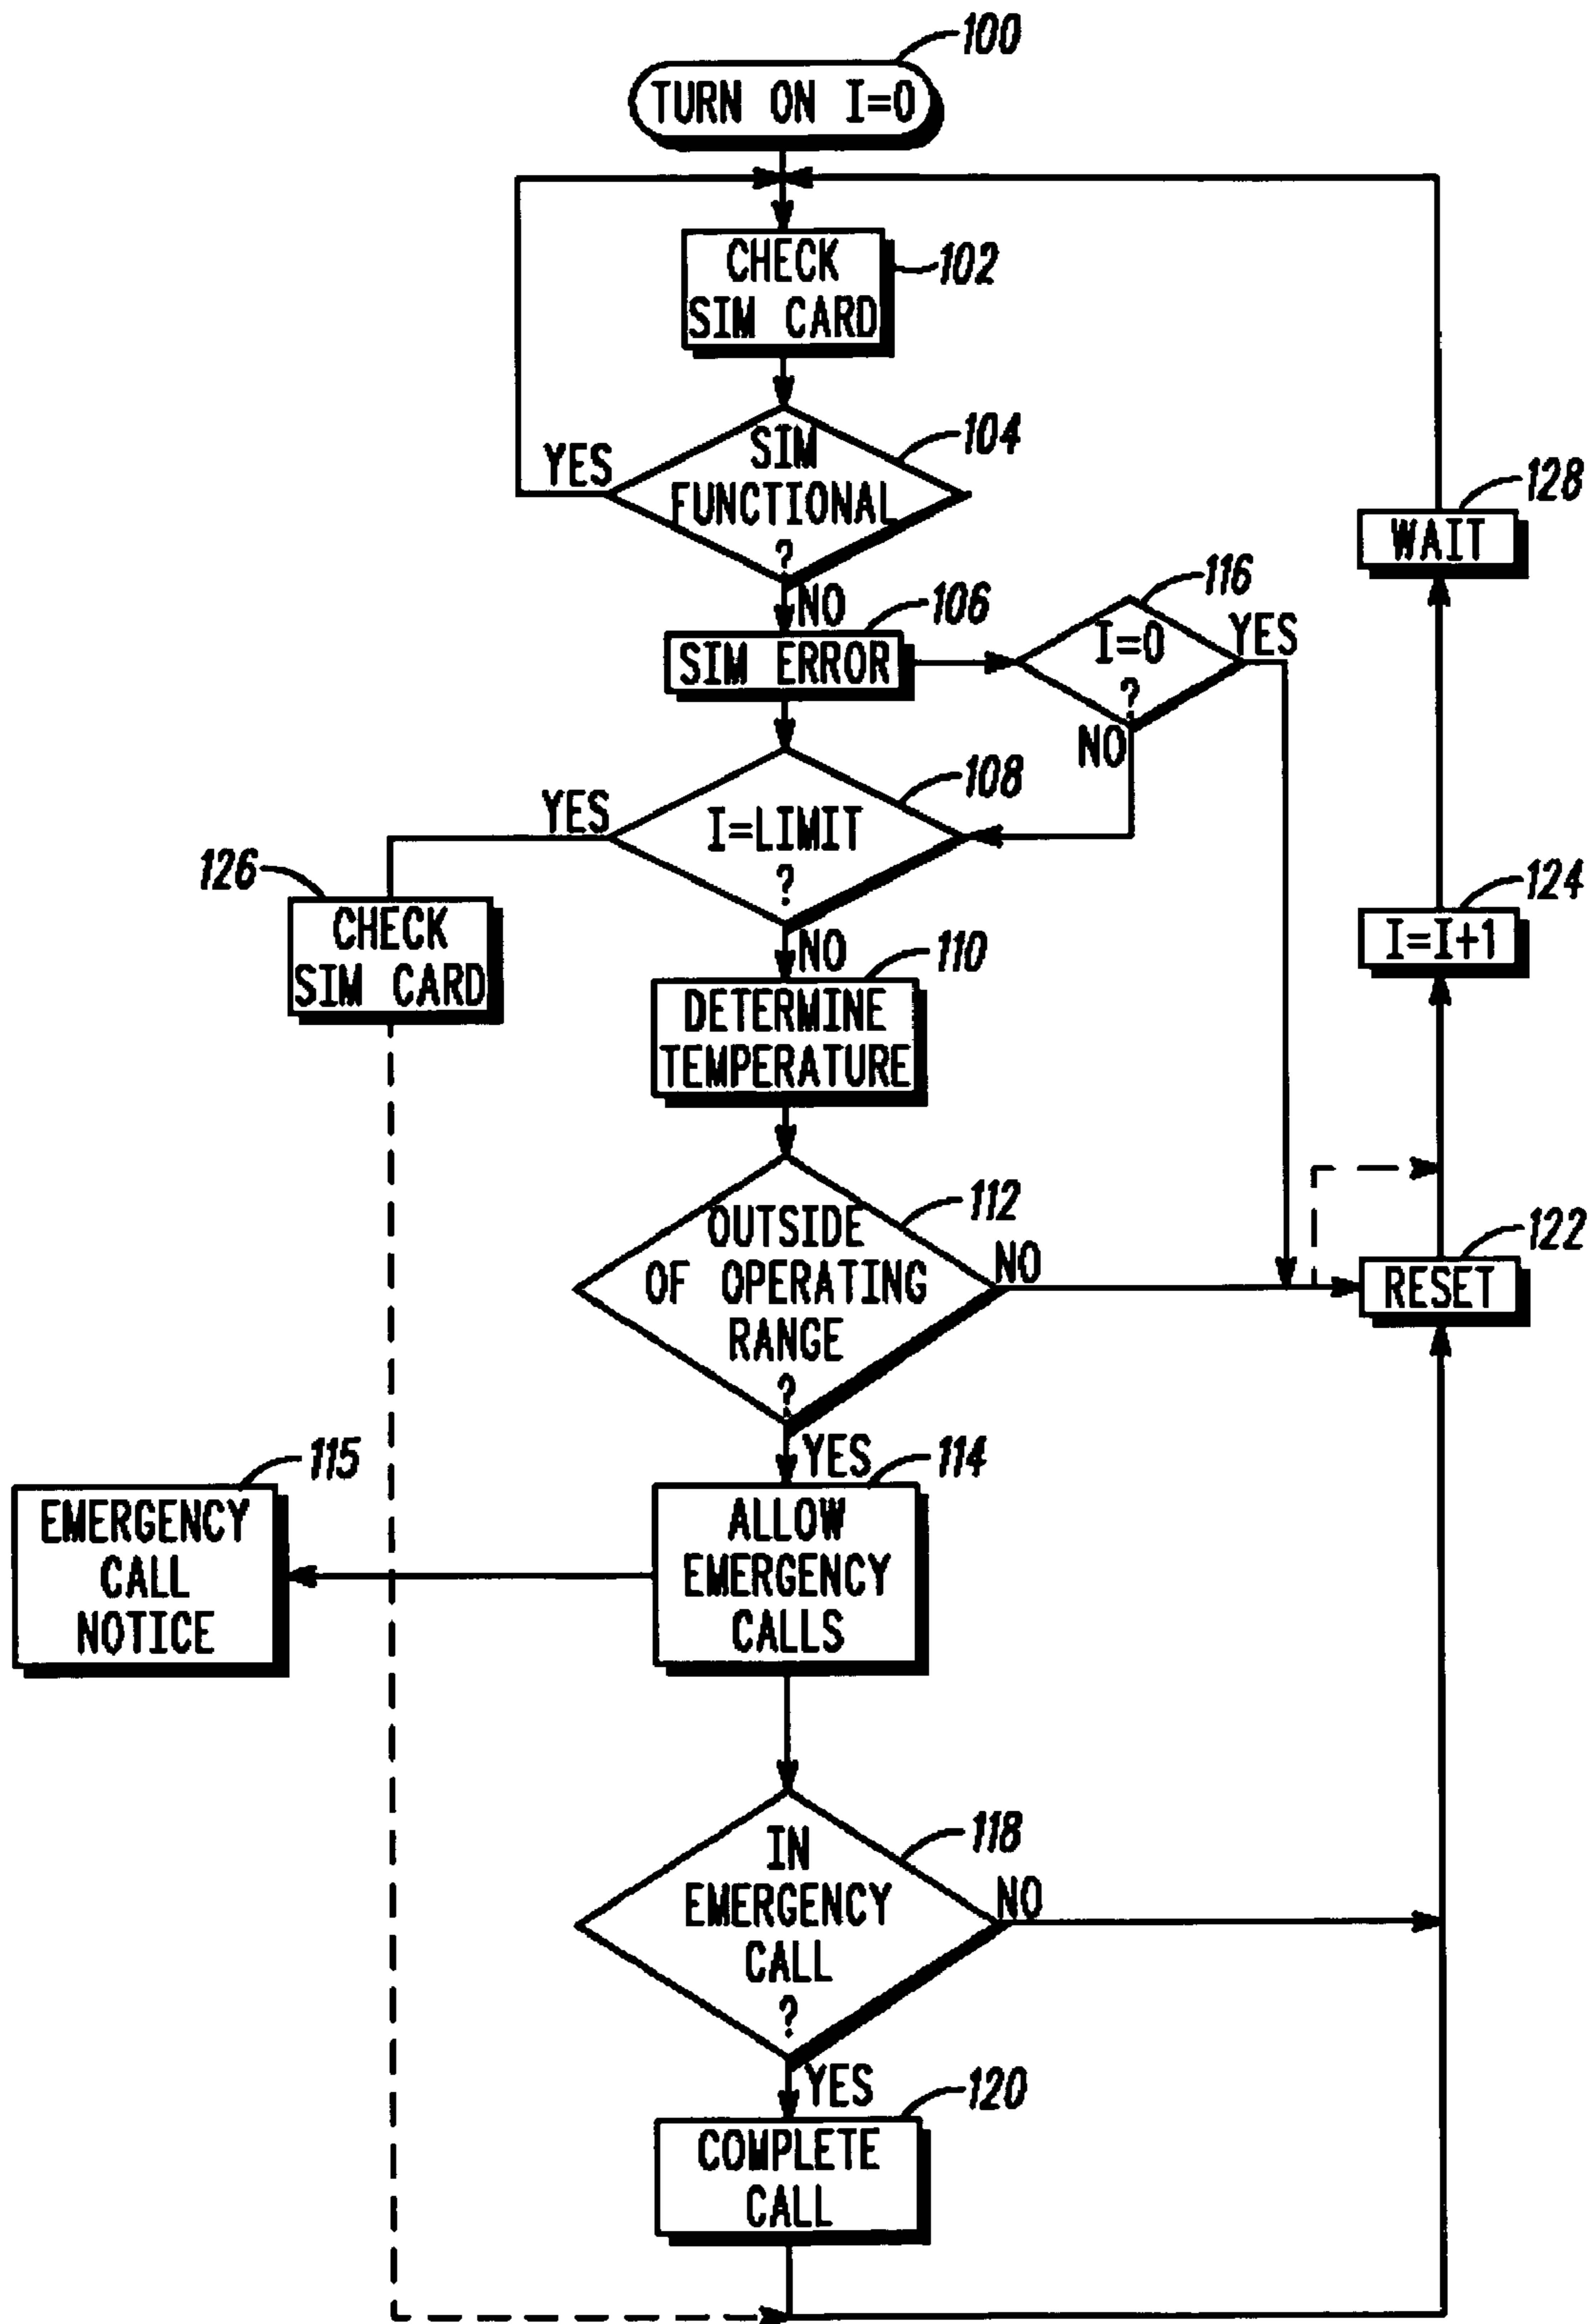 100
TURN ON I=0
CHECK
SIM CARD
102
SIM
FUNCTIONAL
?
104
YES
NO
SIM ERROR
106
I=0
?
116
YES
NO
WAIT
128
I=LIMIT
?
108
YES
NO
126
CHECK
SIM CARD
I=I+1
124
DETERMINE
TEMPERATURE
110
OUTSIDE
OF OPERATING
RANGE
?
112
NO
YES
RESET
122
ALLOW
EMERGENCY
CALLS
114
EMERGENCY
CALL
NOTICE
115
IN
EMERGENCY
CALL
?
118
NO
YES
COMPLETE
CALL
120